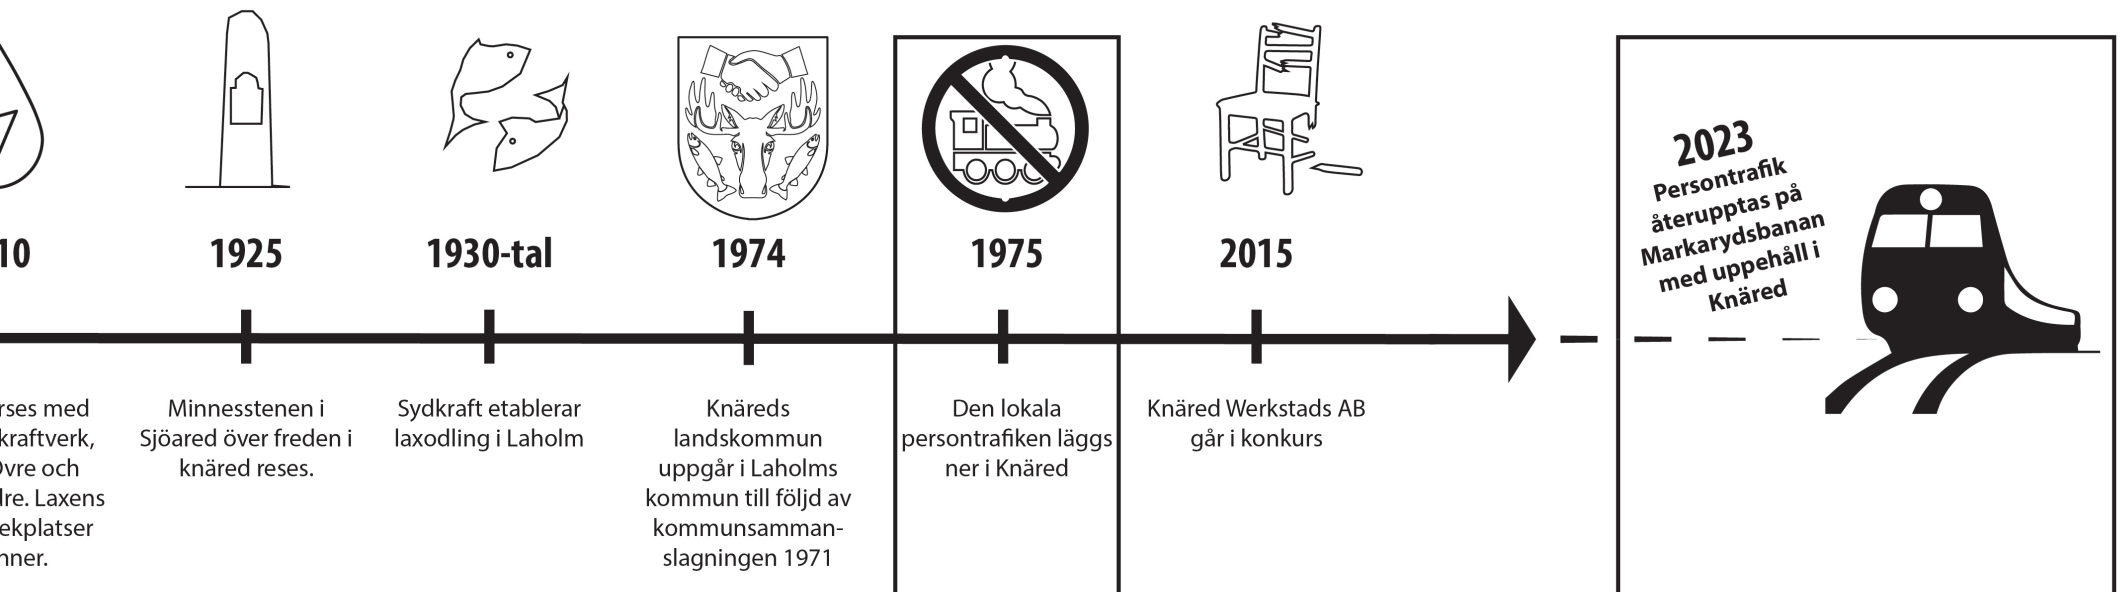 10
rses med
kraftverk,
vre och
dre. Laxens
ekplatser
nner.
1925
Minnesstenen i
Sjöared över freden i
knäred reses.
1930-tal
Sydkraft etablerar
laxodling i Laholm
1974
Knäreds
landskommun
uppgår i Laholms
kommun till följd av
kommunsamman-
slagningen 1971
1975
Den lokala
persontrafiken läggs
ner i Knäred
2015
Knäred Werkstads AB
går i konkurs
2023
Persontrafik
återupptas på
Markarydsbanan
med uppehåll i
Knäred